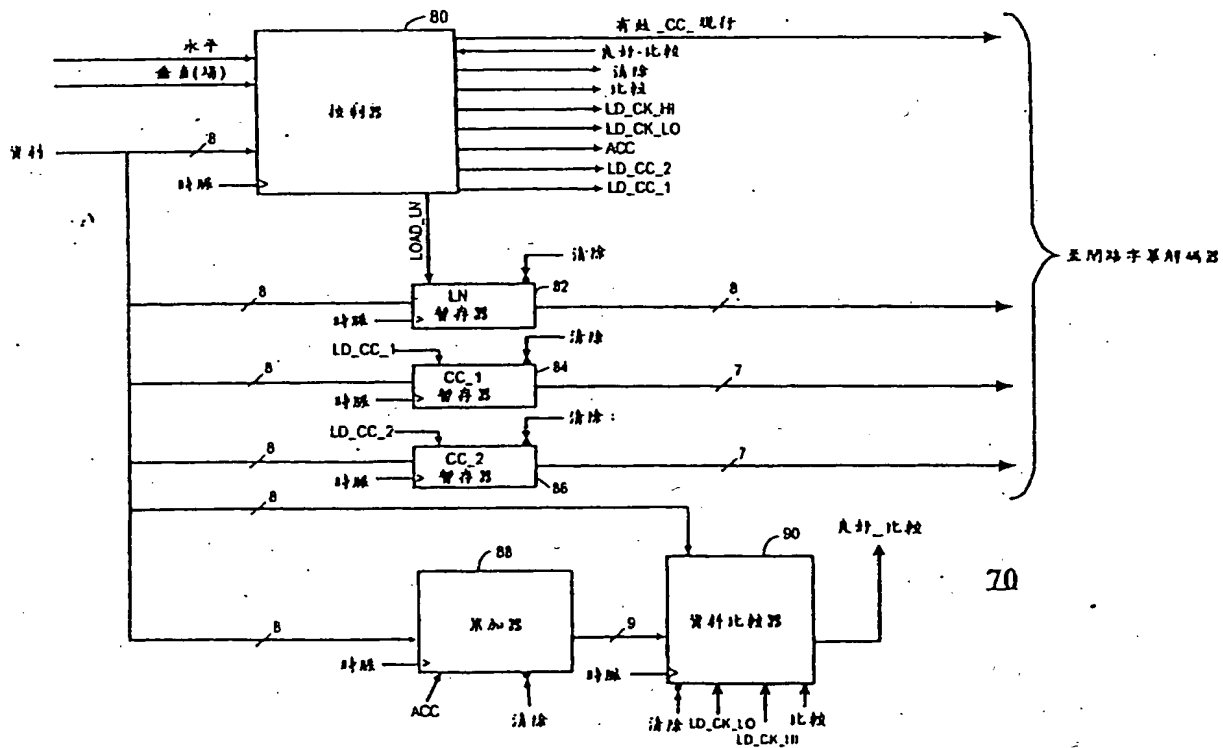 80
水平
有效_CC_現行
良好-比較
垂直(場)
清除
比較
控制器
LD_CK_HI
LD_CK_LO
8
資料
ACC
LD_CC_2
時脈
LD_CC_1
LOAD_LN
清除
至閉路字幕解碼器
8
LN
暫存器
82
8
時脈
LD_CC_1
清除
8
CC_1
暫存器
84
7
時脈
LD_CC_2
清除
8
CC_2
暫存器
86
7
時脈
8
良好_比較
90
88
70
累加器
資料比較器
8
9
時脈
時脈
ACC
清除
清除
LD_CK_LO
LD_CK_HI
比較